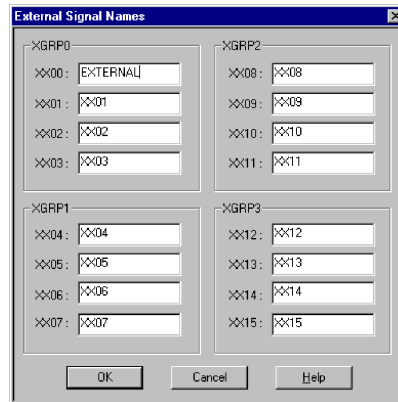 External Signal Names
XGRP0
XX00: EXTERNAL
XX01: XX01
XX02: XX02
XX03: XX03
XGRP2
XX08: XX08
XX09: XX09
XX10: XX10
XX11: XX11
XGRP1
XX04: XX04
XX05: XX05
XX06: XX06
XX07: XX07
XGRP3
XX12: XX12
XX13: XX13
XX14: XX14
XX15: XX15
OK Cancel Help